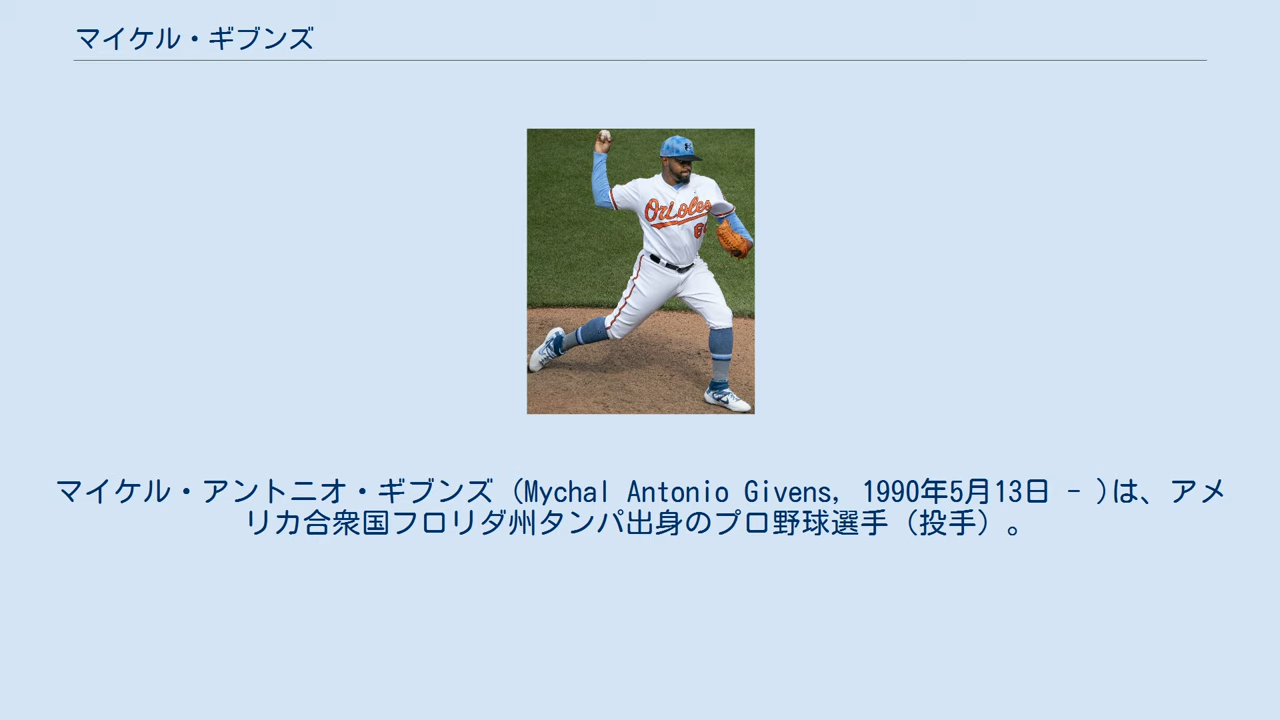 マイケル・ギブンズ
Orioles
マイケル・アントニオ・ギブンズ（Mychal Antonio Givens, 1990年5月13日 - )は、アメ
リカ合衆国フロリダ州タンパ出身のプロ野球選手（投手）。